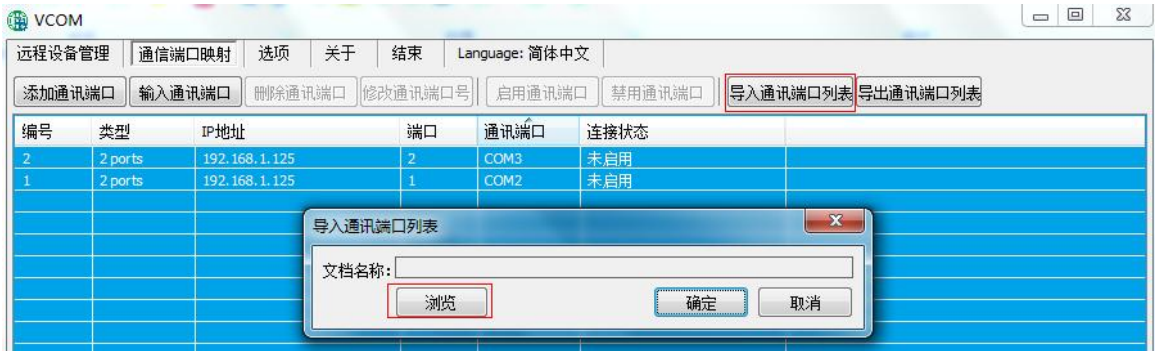 VCOM
远程设备管理 通信端口映射 选项 关于 结束 Language: 简体中文
添加通讯端口 输入通讯端口 删除通讯端口 修改通讯端口号 启用通讯端口 禁用通讯端口 导入通讯端口列表 导出通讯端口列表
编号 类型 IP地址 端口 通讯端口 连接状态
2 2 ports 192.168.1.125 2 COM3 未启用
1 2 ports 192.168.1.125 1 COM2 未启用
导入通讯端口列表
文档名称:
浏览 确定 取消